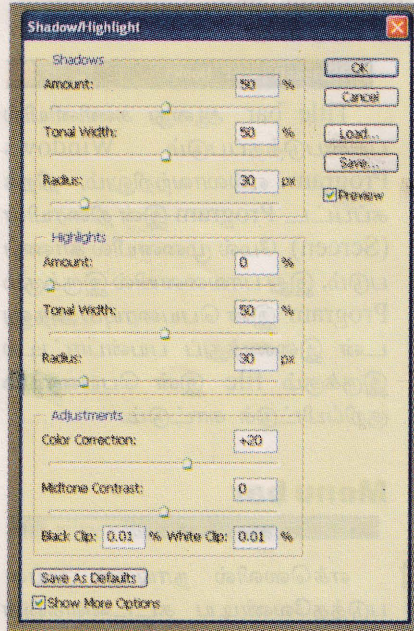 Shadow/Highlight
Shadows
Amount: 50 %
Tonal Width: 50 %
Radius: 30 px
Highlights
Amount: 0 %
Tonal Width: 50 %
Radius: 30 px
Adjustments
Color Correction: +20
Midtone Contrast: 0
Black Clip: 0.01 % White Clip: 0.01 %
Save As Defaults
Show More Options
OK
Cancel
Load...
Save...
Preview